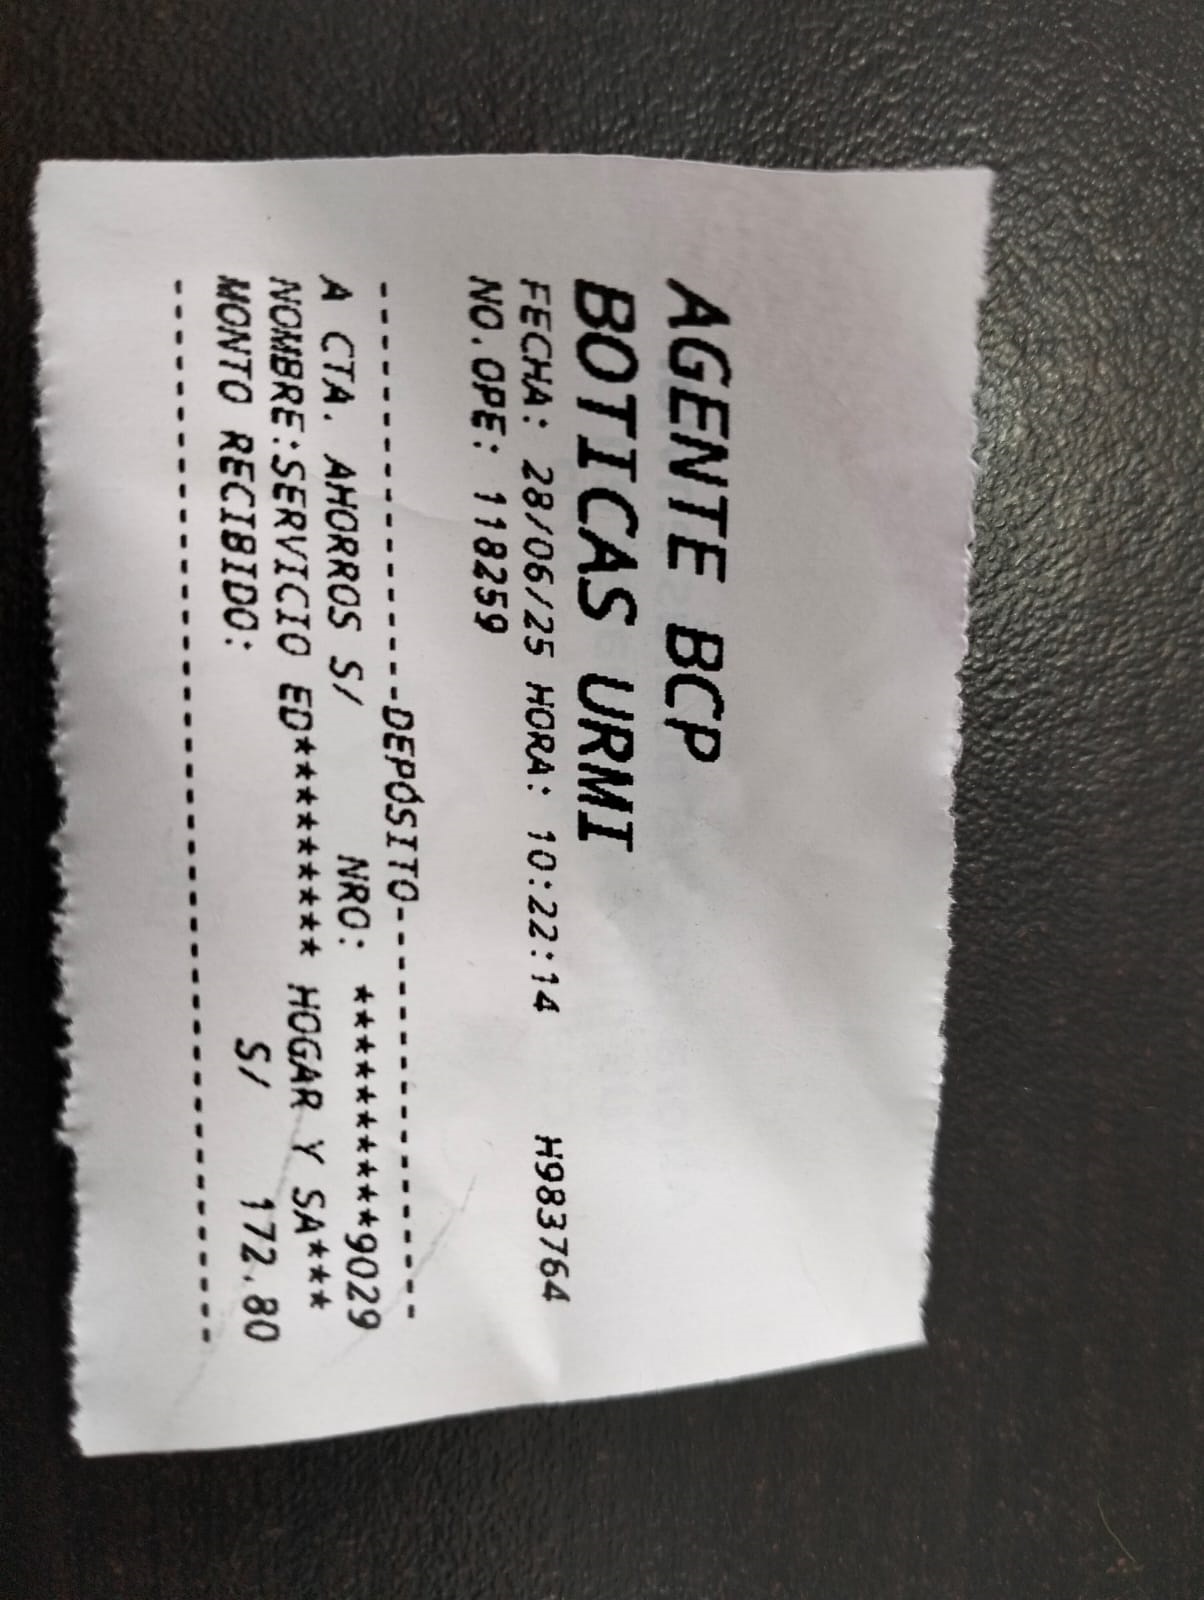 AGENTE BCP
BOTICAS URMI
FECHA: 28/06/25 HORA: 10:22:14 H983764
NO.OPE: 118259
------------------DEPÓSITO------------------
A CTA. AHORROS S/ NRO: **********9029
NOMBRE:SERVICIO ED********** HOGAR Y SA***
MONTO RECIBIDO: S/ 172.80
--------------------------------------------